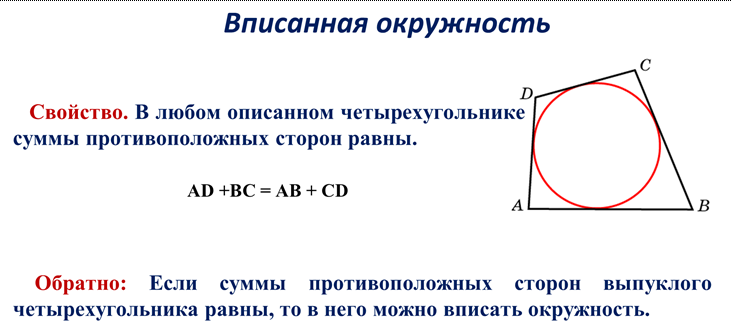 Вписанная окружность
C
D
Свойство. В любом описанном четырехугольнике
суммы противоположных сторон равны.
AD +BC = AB + CD
A
B
Обратно: Если суммы противоположных сторон выпуклого
четырехугольника равны, то в него можно вписать окружность.